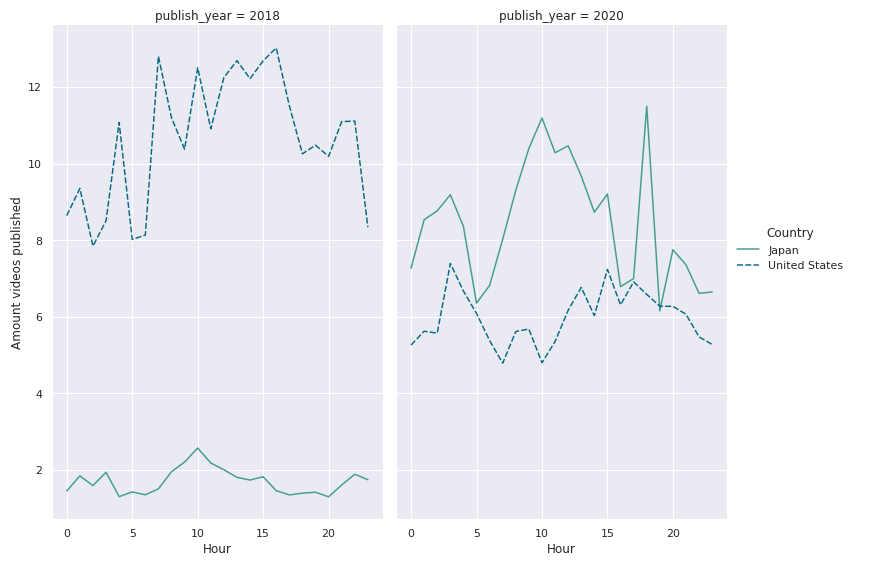 publish_year = 2018
publish_year = 2020
Amount videos published
12
10
8
6
4
2
0 5 10 15 20
0 5 10 15 20
Hour
Hour
Country
Japan
United States